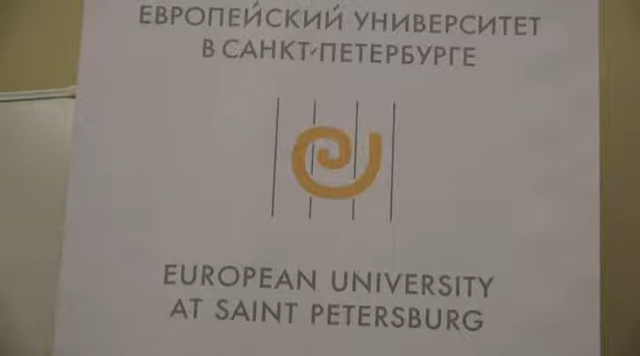 ЕВРОПЕЙСКИЙ УНИВЕРСИТЕТ
В САНКТ-ПЕТЕРБУРГЕ
EUROPEAN UNIVERSITY
AT SAINT PETERSBURG